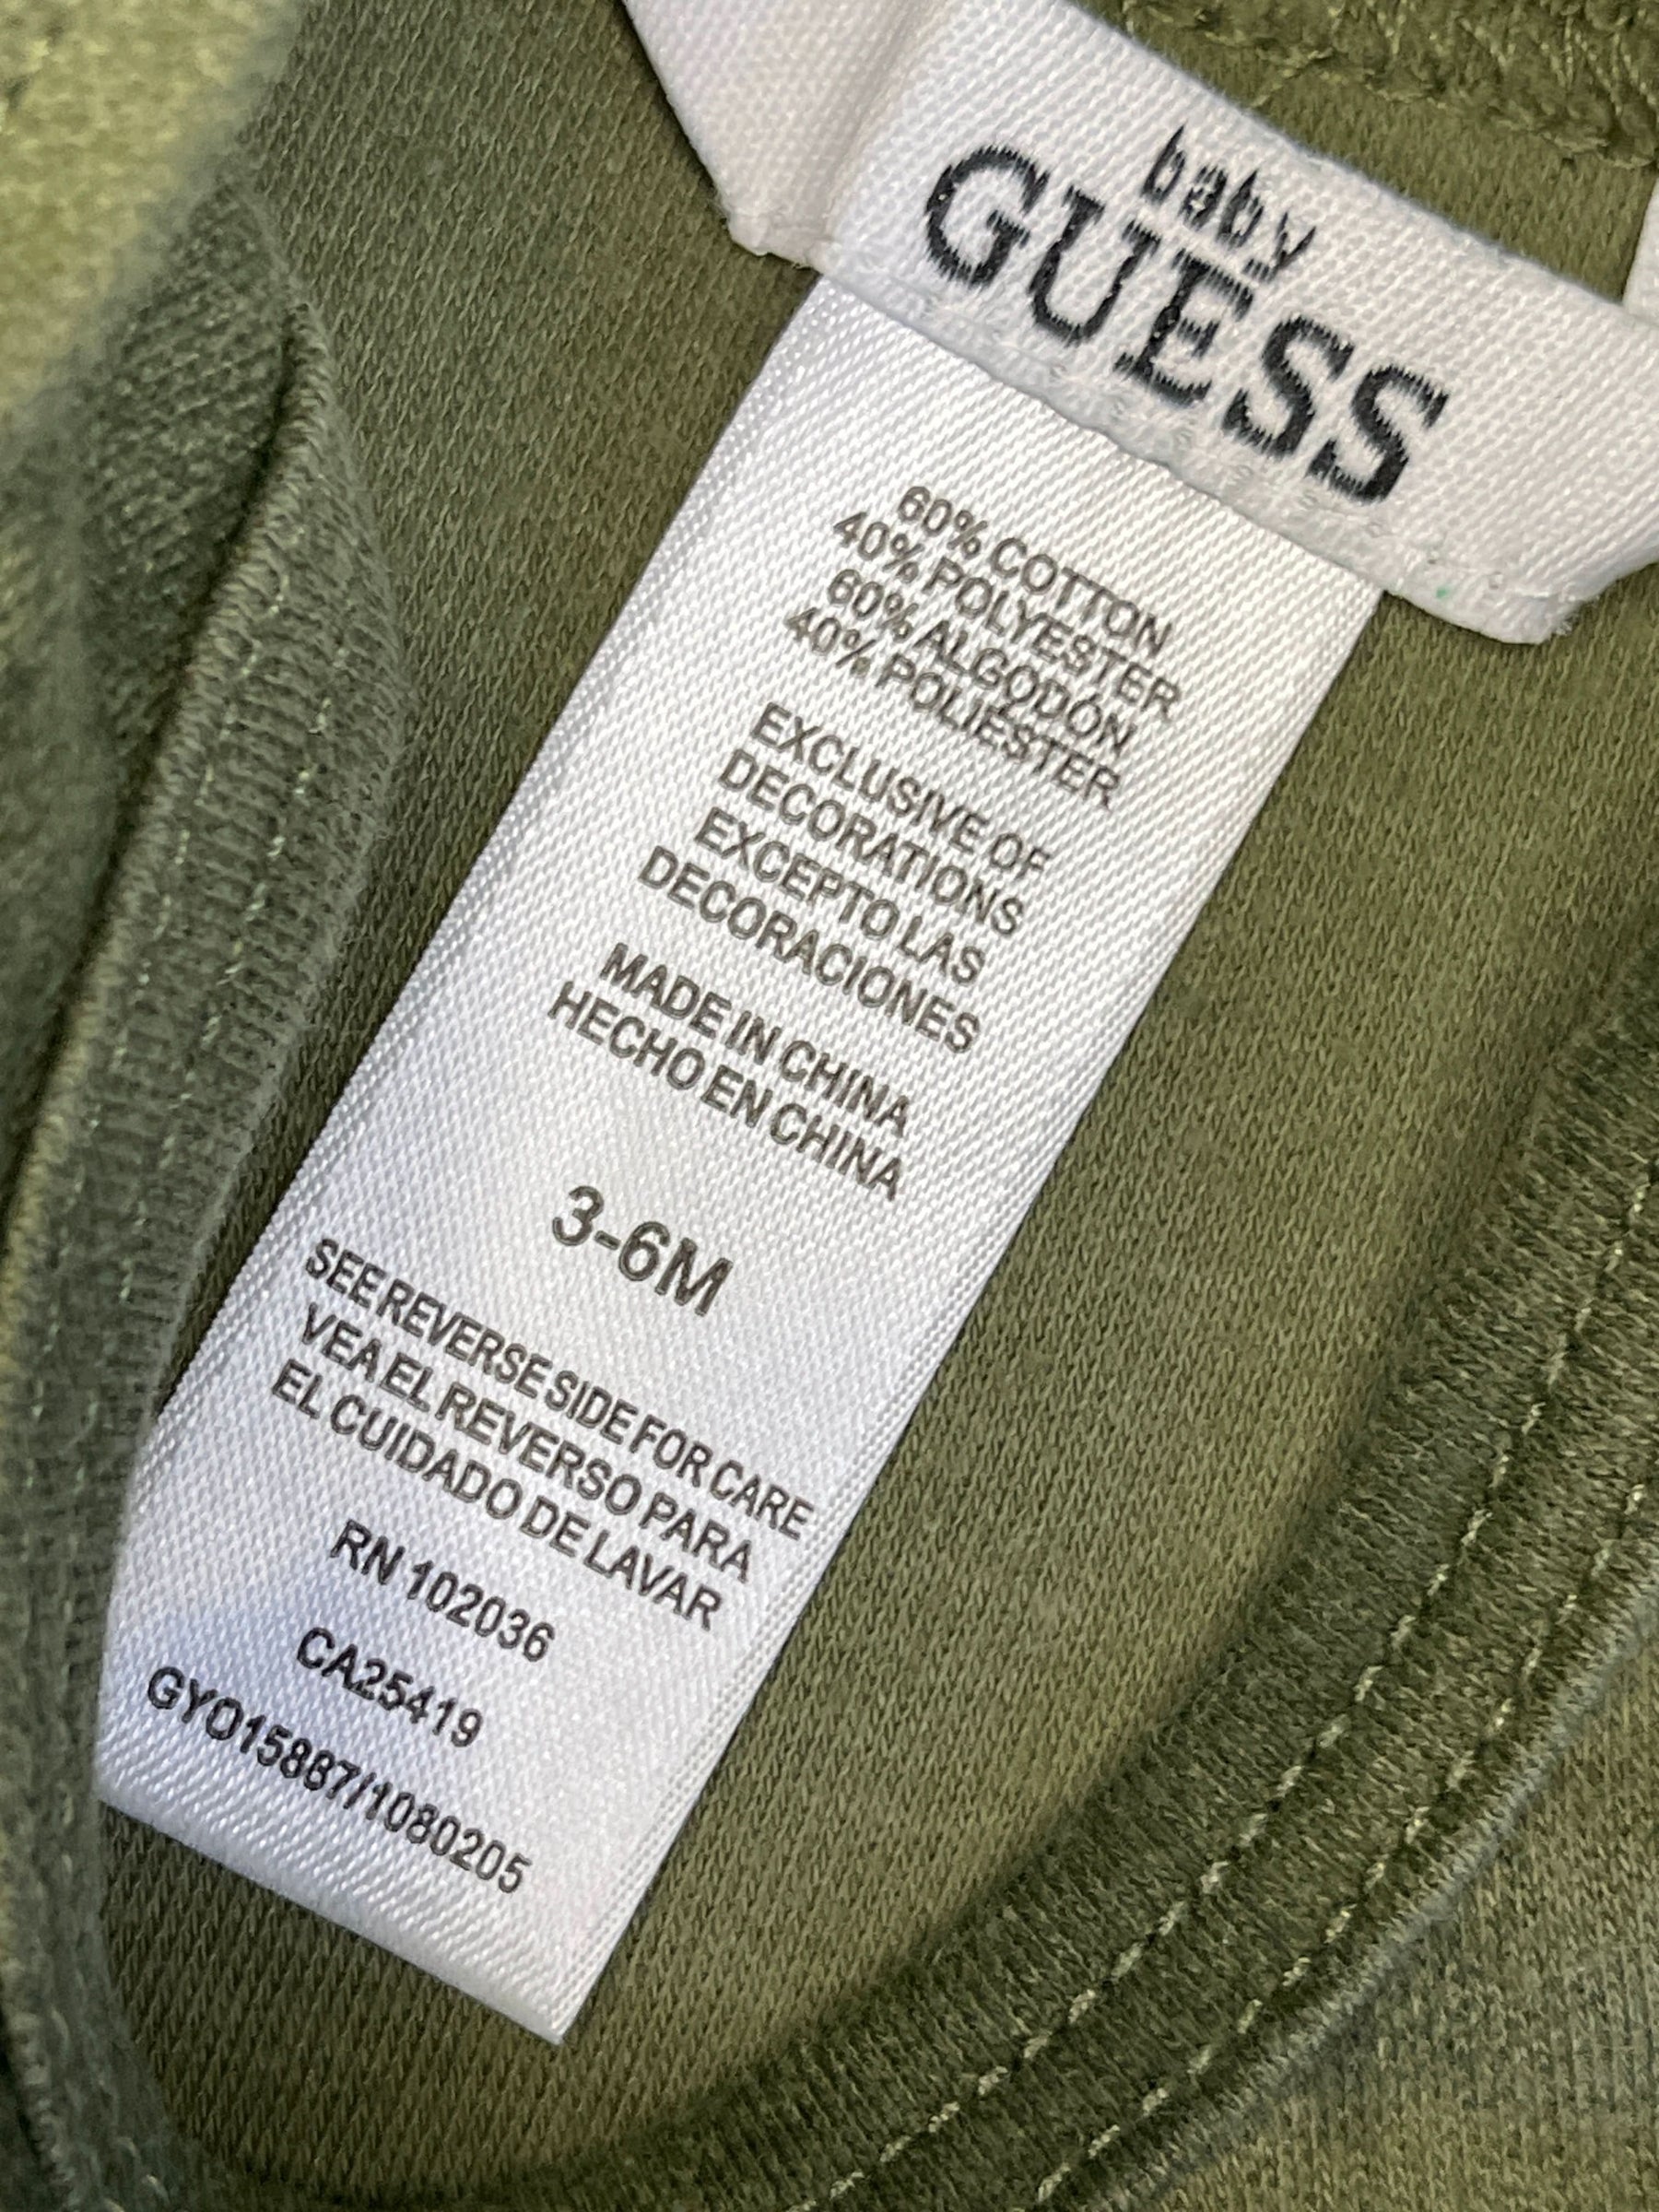 baby
GUESS
60% COTTON
40% POLYESTER
60% ALGODÓN
40% POLIÉSTER
EXCLUSIVE OF
DECORATIONS
EXCEPTO LAS
DECORACIONES
MADE IN CHINA
HECHO EN CHINA
3-6M
SEE REVERSE SIDE FOR CARE
VEA EL REVERSO PARA
EL CUIDADO DE LAVAR
RN 102036
CA25419
GYO15867/1080205